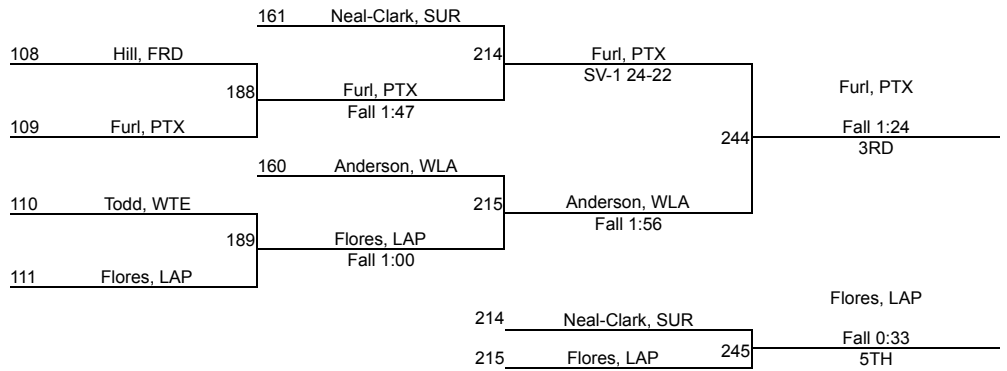 161 Neal-Clark, SUR
108 Hill, FRD
214 Furl, PTX
SV-1 24-22
Furl, PTX
188 Furl, PTX
Fall 1:47
109 Furl, PTX
Fall 1:24
244
3RD
160 Anderson, WLA
110 Todd, WTE
215 Anderson, WLA
Fall 1:56
189 Flores, LAP
Fall 1:00
111 Flores, LAP
Flores, LAP
214 Neal-Clark, SUR
Fall 0:33
215 Flores, LAP
245
5TH